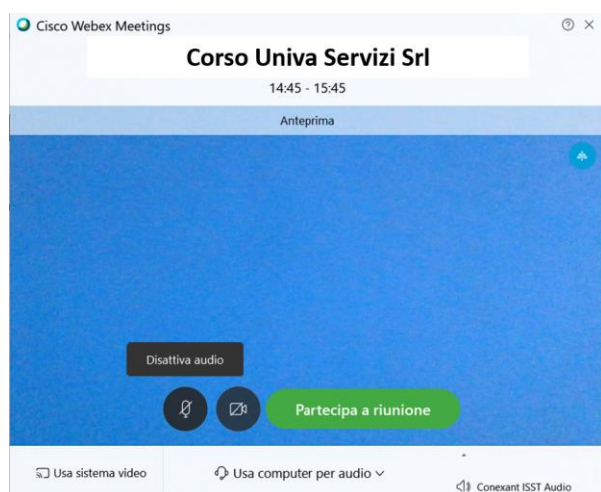 Cisco Webex Meetings
Corso Univa Servizi Srl
14:45 - 15:45
Anteprima
Disattiva audio
Partecipa a riunione
Usa sistema video
Usa computer per audio
Conexant ISST Audio